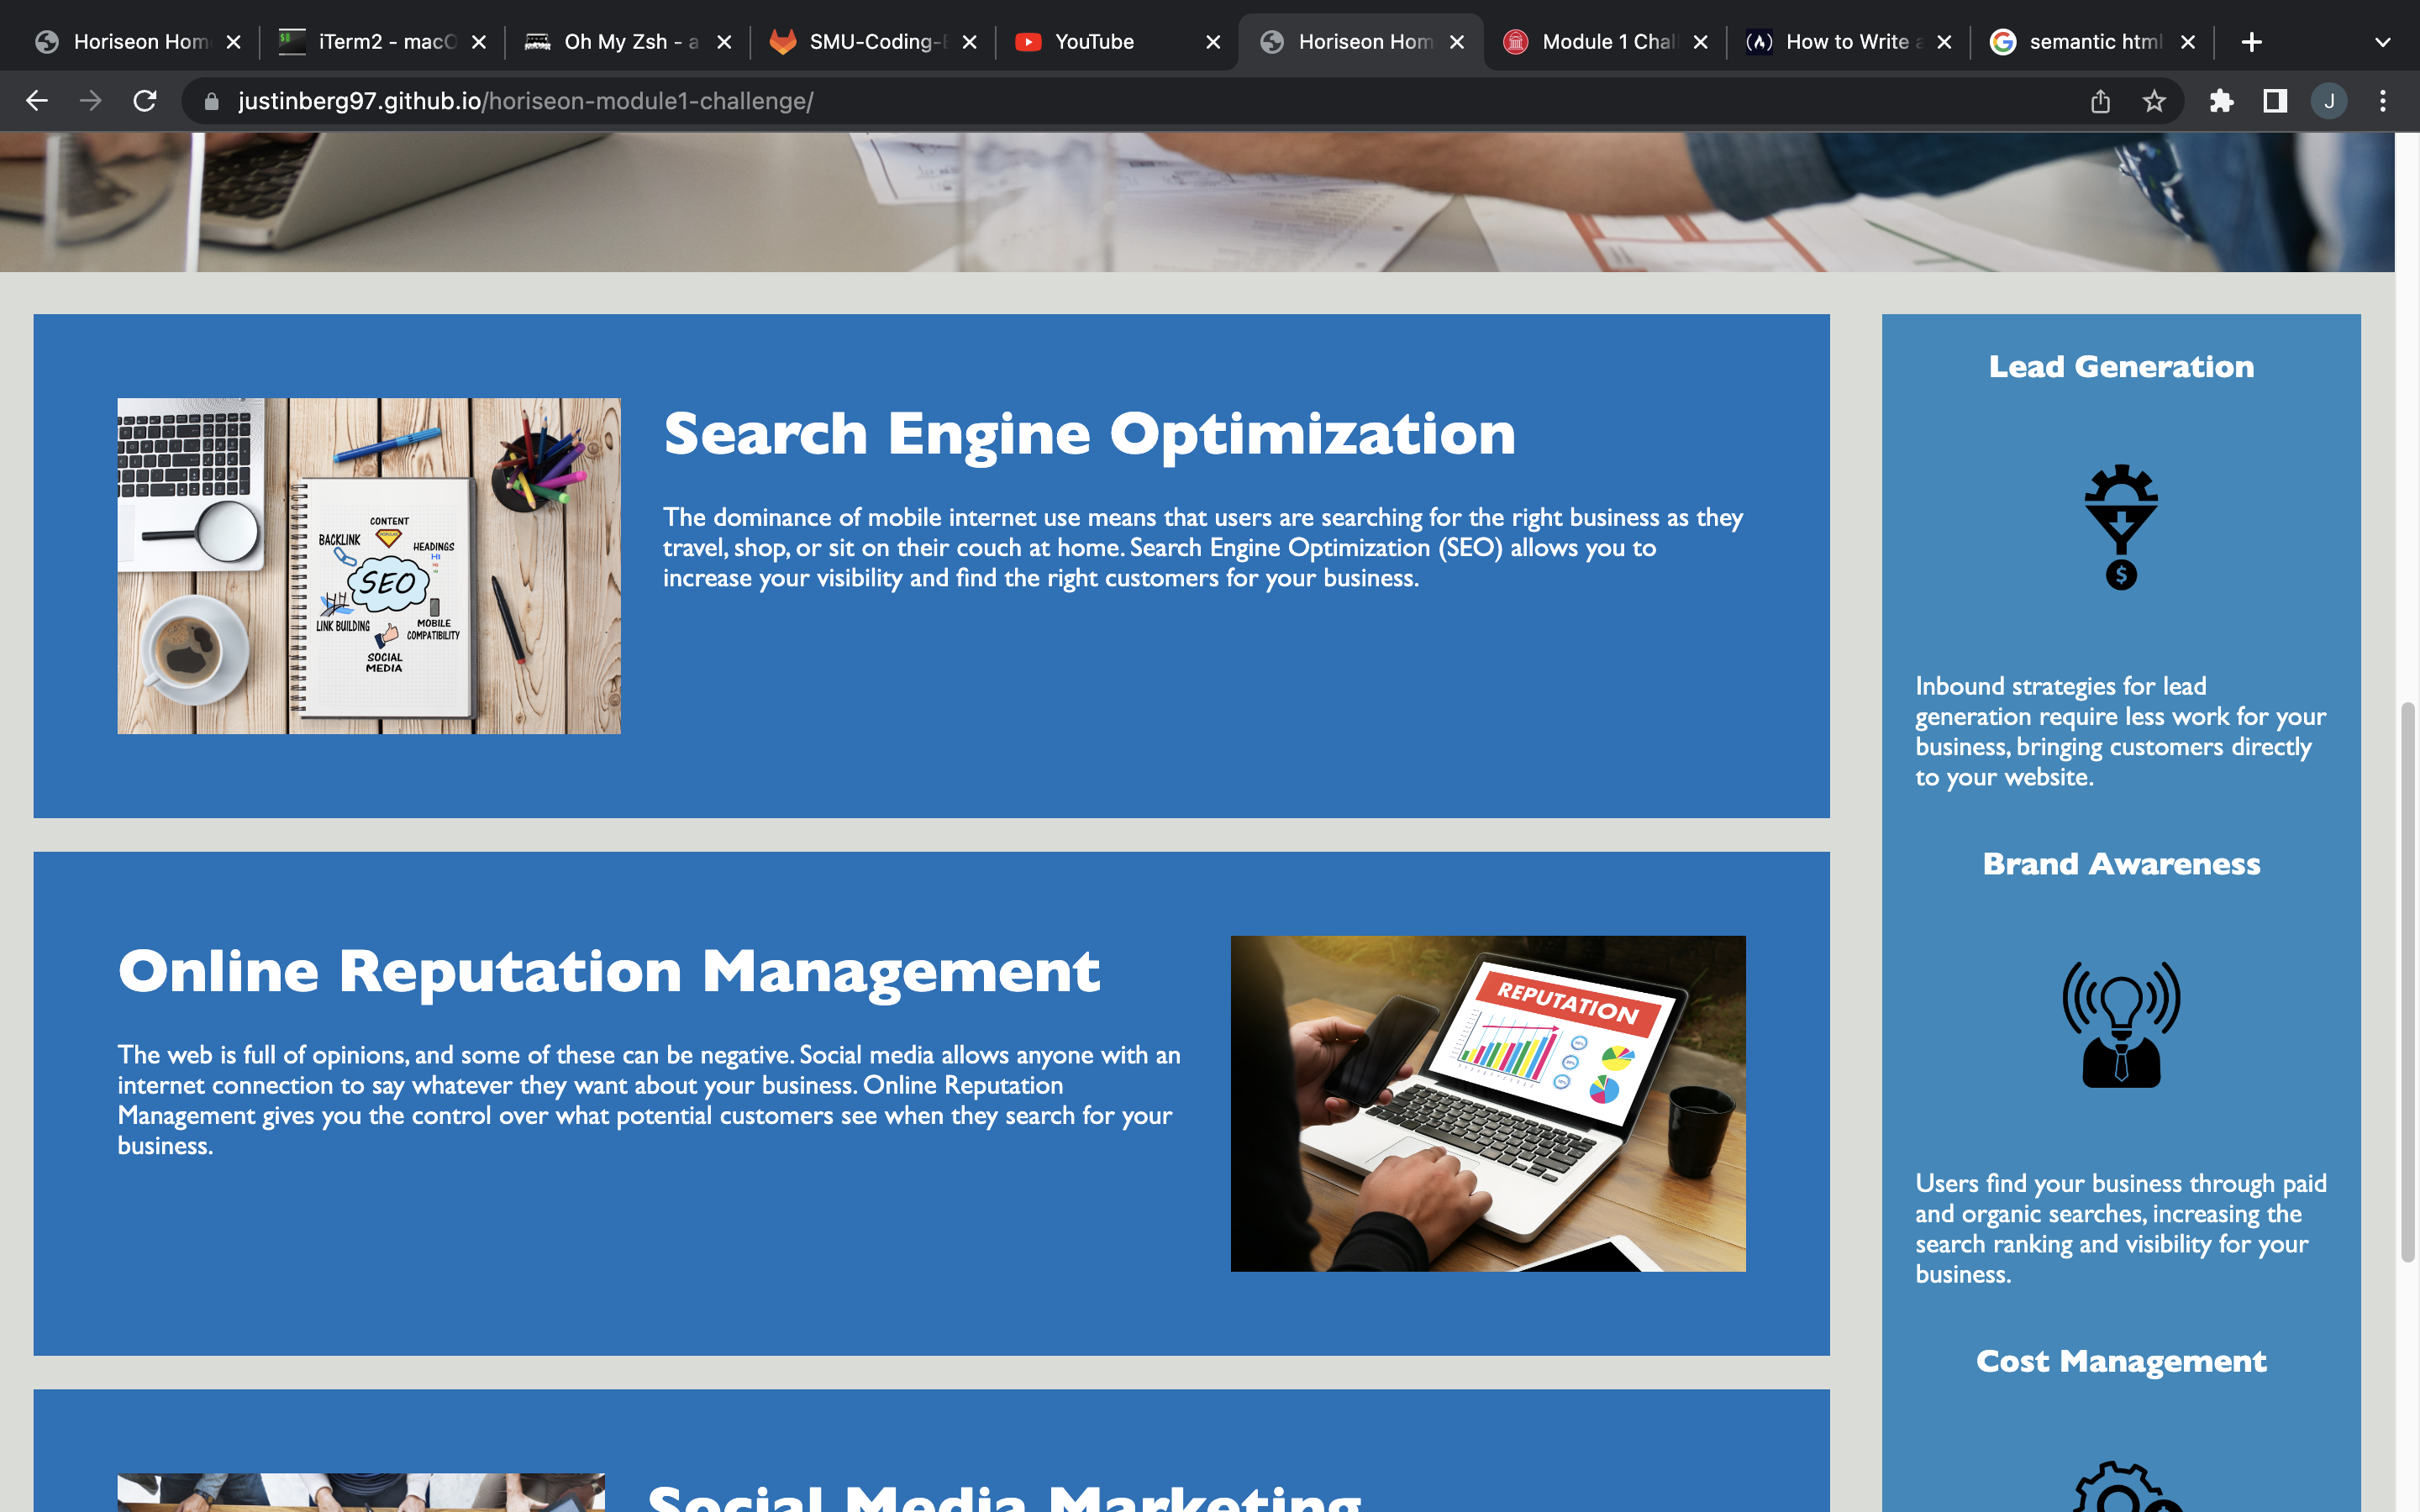 Horiseon Hom
iTerm2 - macO
Oh My Zsh - a
SMU-Coding-B
YouTube
Horiseon Hom
Module 1 Chal
How to Write a
semantic html
justinberg97.github.io/horiseon-module1-challenge/
J
Search Engine Optimization
The dominance of mobile internet use means that users are searching for the right business as they
travel, shop, or sit on their couch at home. Search Engine Optimization (SEO) allows you to
increase your visibility and find the right customers for your business.
CONTENT
BACKLINK
HEADINGS
H1
SEO
LINK BUILDING
MOBILE
COMPATIBILITY
SOCIAL
MEDIA
Online Reputation Management
The web is full of opinions, and some of these can be negative. Social media allows anyone with an
internet connection to say whatever they want about your business. Online Reputation
Management gives you the control over what potential customers see when they search for your
business.
REPUTATION
Social Media Marketing
Lead Generation
$
Inbound strategies for lead
generation require less work for your
business, bringing customers directly
to your website.
Brand Awareness
Users find your business through paid
and organic searches, increasing the
search ranking and visibility for your
business.
Cost Management